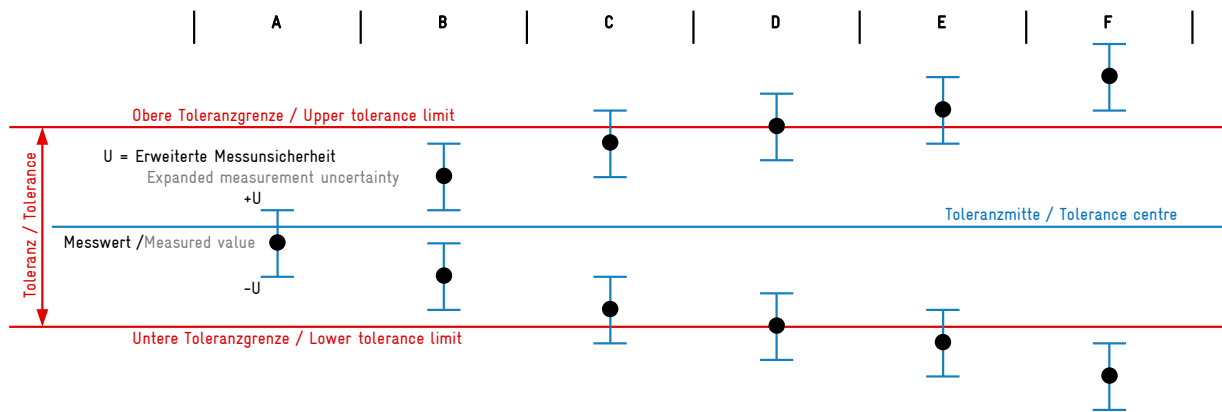 A B C D E F
Obere Toleranzgrenze / Upper tolerance limit
U = Erweiterte Messunsicherheit
Expanded measurement uncertainty
+U
Toleranz / Tolerance
Toleranzmitte / Tolerance centre
Messwert /Measured value
-U
Untere Toleranzgrenze / Lower tolerance limit